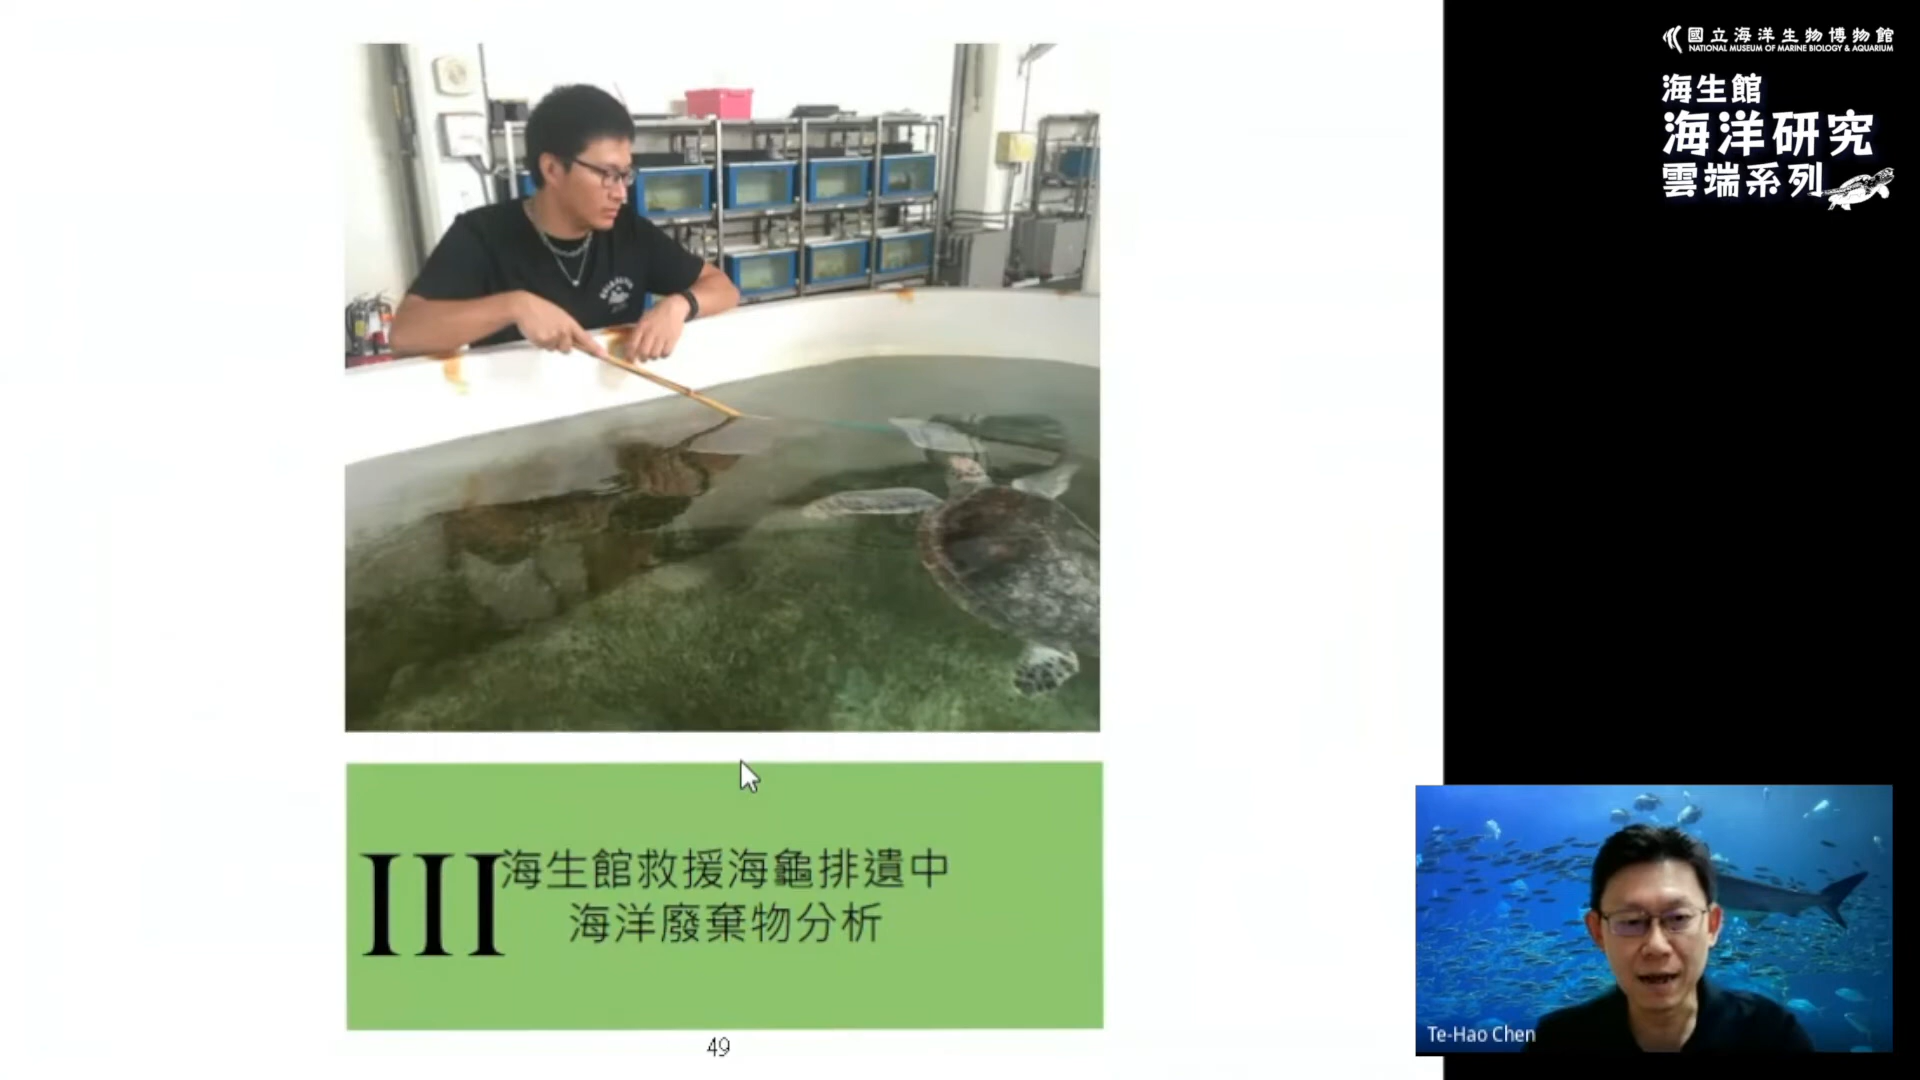 國立海洋生物博物館
NATIONAL MUSEUM OF MARINE BIOLOGY & AQUARIUM
海生館
海洋研究
雲端系列
III
海生館救援海龜排遺中
海洋廢棄物分析
49
Te-Hao Chen